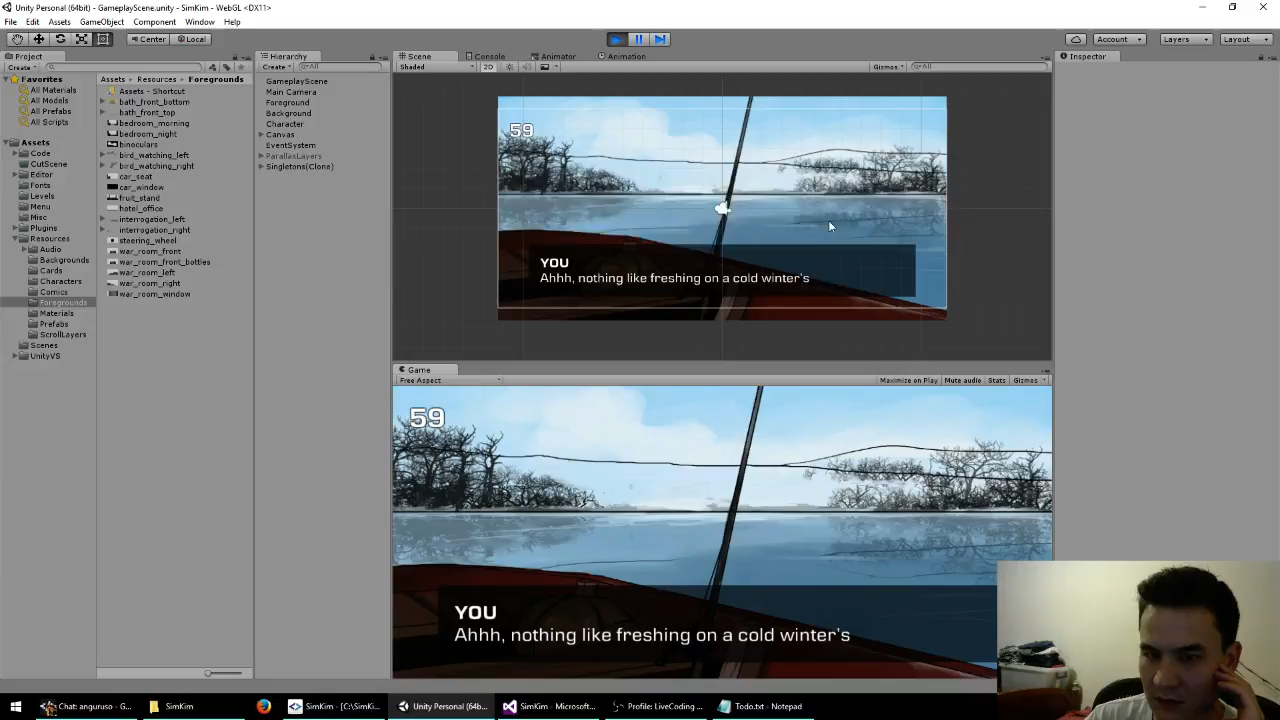 Unity Personal (64bit) - GameplayScene.unity - SimKim - WebGL <DX11>
File Edit Assets GameObject Component Window Help
Center Local Account Layers Layout
Project
Create
Favorites
All Materials
All Models
All Prefabs
All Scripts
Assets
Code
CutScene
Editor
Fonts
Levels
Menu
Misc
Plugins
Resources
Audio
Backgrounds
Cards
Characters
Comics
Foregrounds
Materials
Prefabs
ScrollLayers
Scenes
UnityVS
Assets Resources Foregrounds
Assets - Shortcut
bath_front_bottom
bath_front_top
bedroom_morning
bedroom_night
binoculars
bird_watching_left
bird_watching_right
car_seat
car_window
fruit_stand
hotel_office
interrogation_left
interrogation_right
steering_wheel
war_room_front
war_room_front_bottles
war_room_left
war_room_right
war_room_window
Hierarchy
Create All
GameplayScene
Main Camera
Foreground
Background
Character
Canvas
EventSystem
ParallaxLayers
Singletons(Clone)
Scene Console Animator Animation
Shaded 2D Gizmos All
59
YOU
Ahhh, nothing like freshing on a cold winter's
Game
Free Aspect Maximize on Play Mute audio Stats Gizmos
59
YOU
Ahhh, nothing like freshing on a cold winter's
Inspector
Chat: anguruso - G... SimKim SimKim - [C:\SimKi... Unity Personal (64b... SimKim - Microsoft... Profile: LiveCoding ... Todo.txt - Notepad